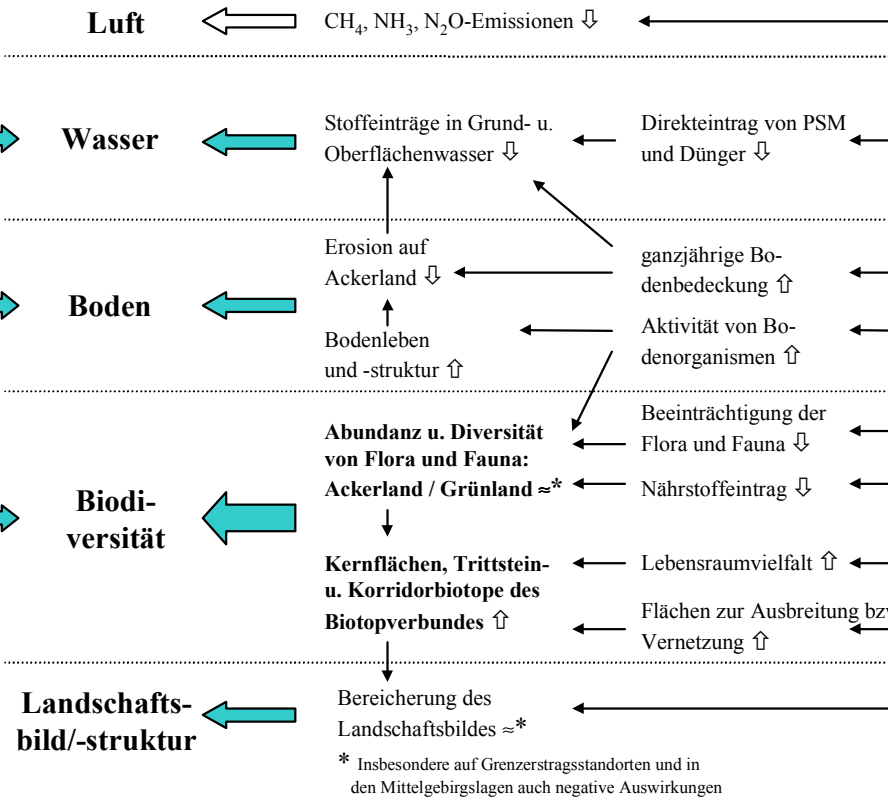 Luft
CH4, NH3, N2O-Emissionen ⇩
Wasser
Stoffeinträge in Grund- u.
Oberflächenwasser ⇩
Direkteintrag von PSM
und Dünger ⇩
Boden
Erosion auf
Ackerland ⇩
Bodenleben
und -struktur ⇧
ganzjährige Bo-
denbedeckung ⇧
Aktivität von Bo-
denorganismen ⇧
Biodi-
versität
Abundanz u. Diversität
von Flora und Fauna:
Ackerland / Grünland ≈*
Kernflächen, Trittstein-
u. Korridorbiotope des
Biotopverbundes ⇧
Beeinträchtigung der
Flora und Fauna ⇩
Nährstoffeintrag ⇩
Lebensraumvielfalt ⇧
Flächen zur Ausbreitung bzw
Vernetzung ⇧
Landschafts-
bild/-struktur
Bereicherung des
Landschaftsbildes ≈*
* Insbesondere auf Grenzerstragsstandorten und in
den Mittelgebirgslagen auch negative Auswirkungen